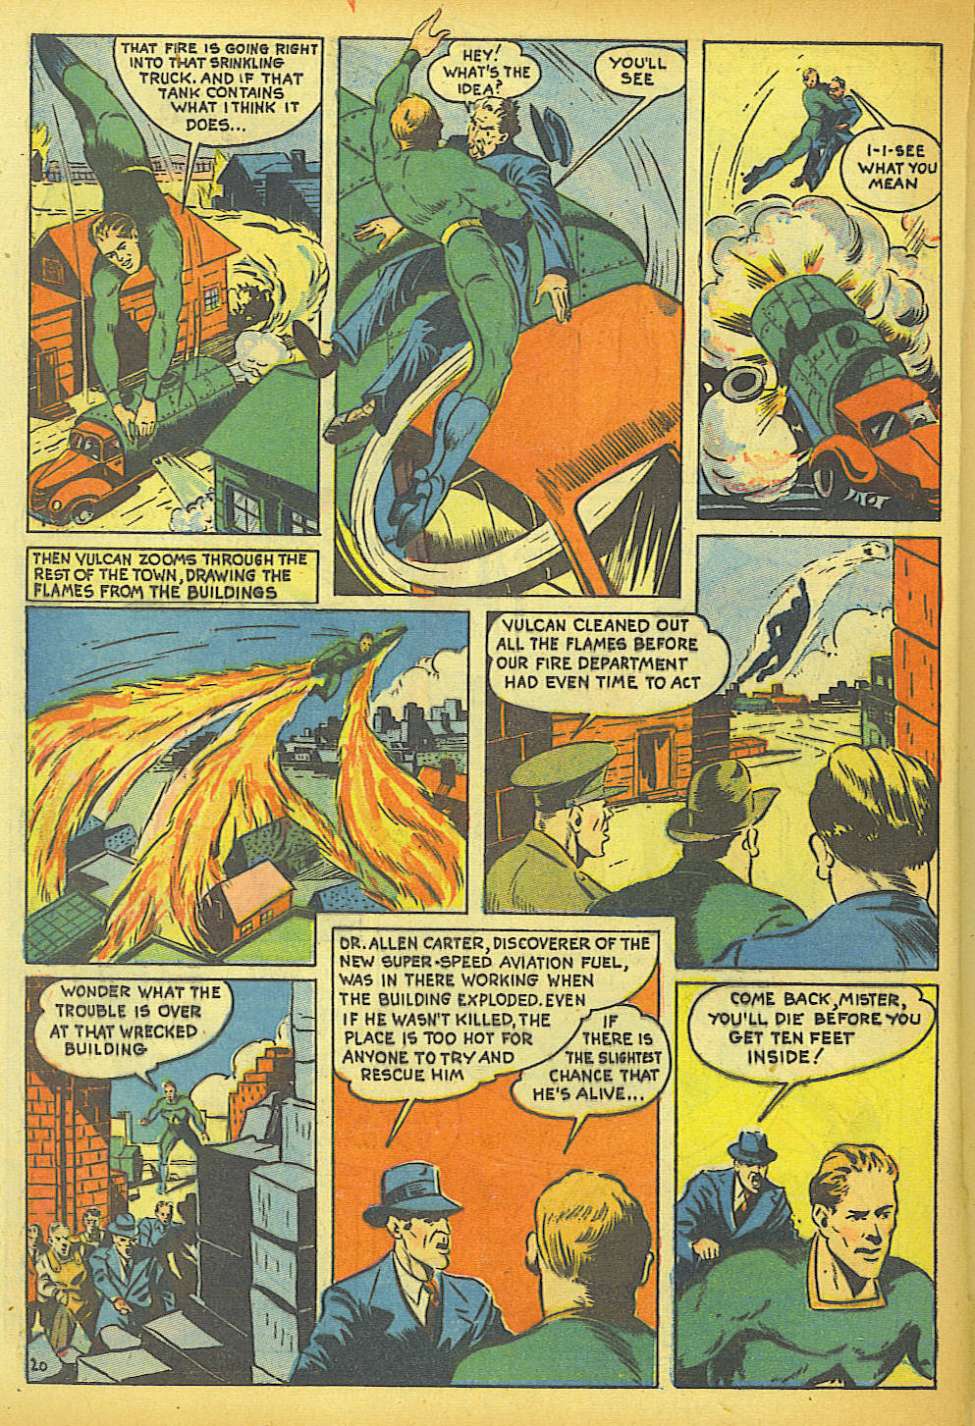 THAT FIRE IS GOING RIGHT
INTO THAT SRINKLING
TRUCK. AND IF THAT
TANK CONTAINS
WHAT I THINK IT
DOES...
HEY!
WHAT'S THE
IDEA?
YOU'LL
SEE
I-I-SEE
WHAT YOU
MEAN
THEN VULCAN ZOOMS THROUGH THE
REST OF THE TOWN, DRAWING THE
FLAMES FROM THE BUILDINGS
VULCAN CLEANED OUT
ALL THE FLAMES BEFORE
OUR FIRE DEPARTMENT
HAD EVEN TIME TO ACT
WONDER WHAT THE
TROUBLE IS OVER
AT THAT WRECKED
BUILDING
DR. ALLEN CARTER, DISCOVERER OF THE
NEW SUPER-SPEED AVIATION FUEL,
WAS IN THERE WORKING WHEN
THE BUILDING EXPLODED. EVEN
IF HE WASN'T KILLED, THE
PLACE IS TOO HOT FOR
ANYONE TO TRY AND
RESCUE HIM
IF
THERE IS
THE SLIGHTEST
CHANCE THAT
HE'S ALIVE...
COME BACK, MISTER,
YOU'LL DIE BEFORE YOU
GET TEN FEET
INSIDE!
20